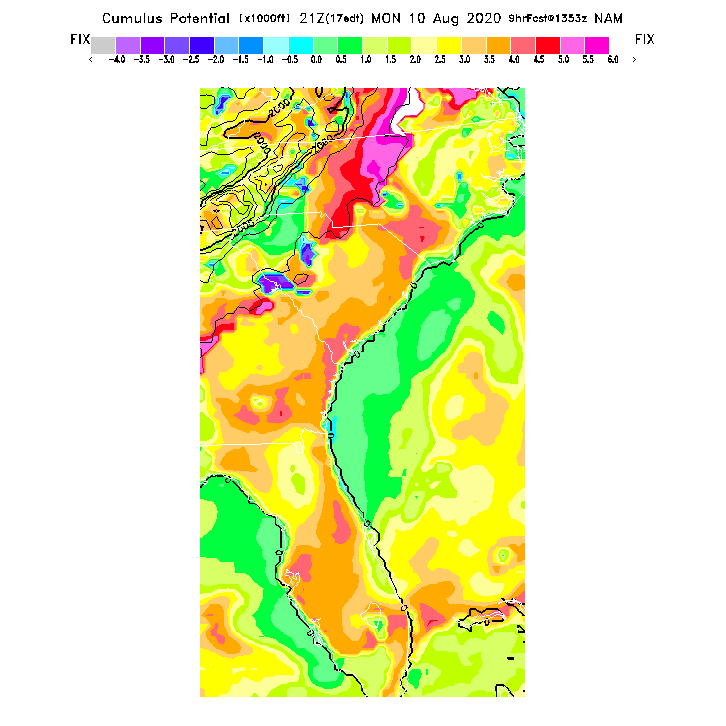 Cumulus Potential [x1000ft] 21Z(17edt) MON 10 Aug 2020 9hrFcst@1353z NAM
FIX FIX
< -4.0 -3.5 -3.0 -2.5 -2.0 -1.5 -1.0 -0.5 0.0 0.5 1.0 1.5 2.0 2.5 3.0 3.5 4.0 4.5 5.0 5.5 6.0 >
2000
2000